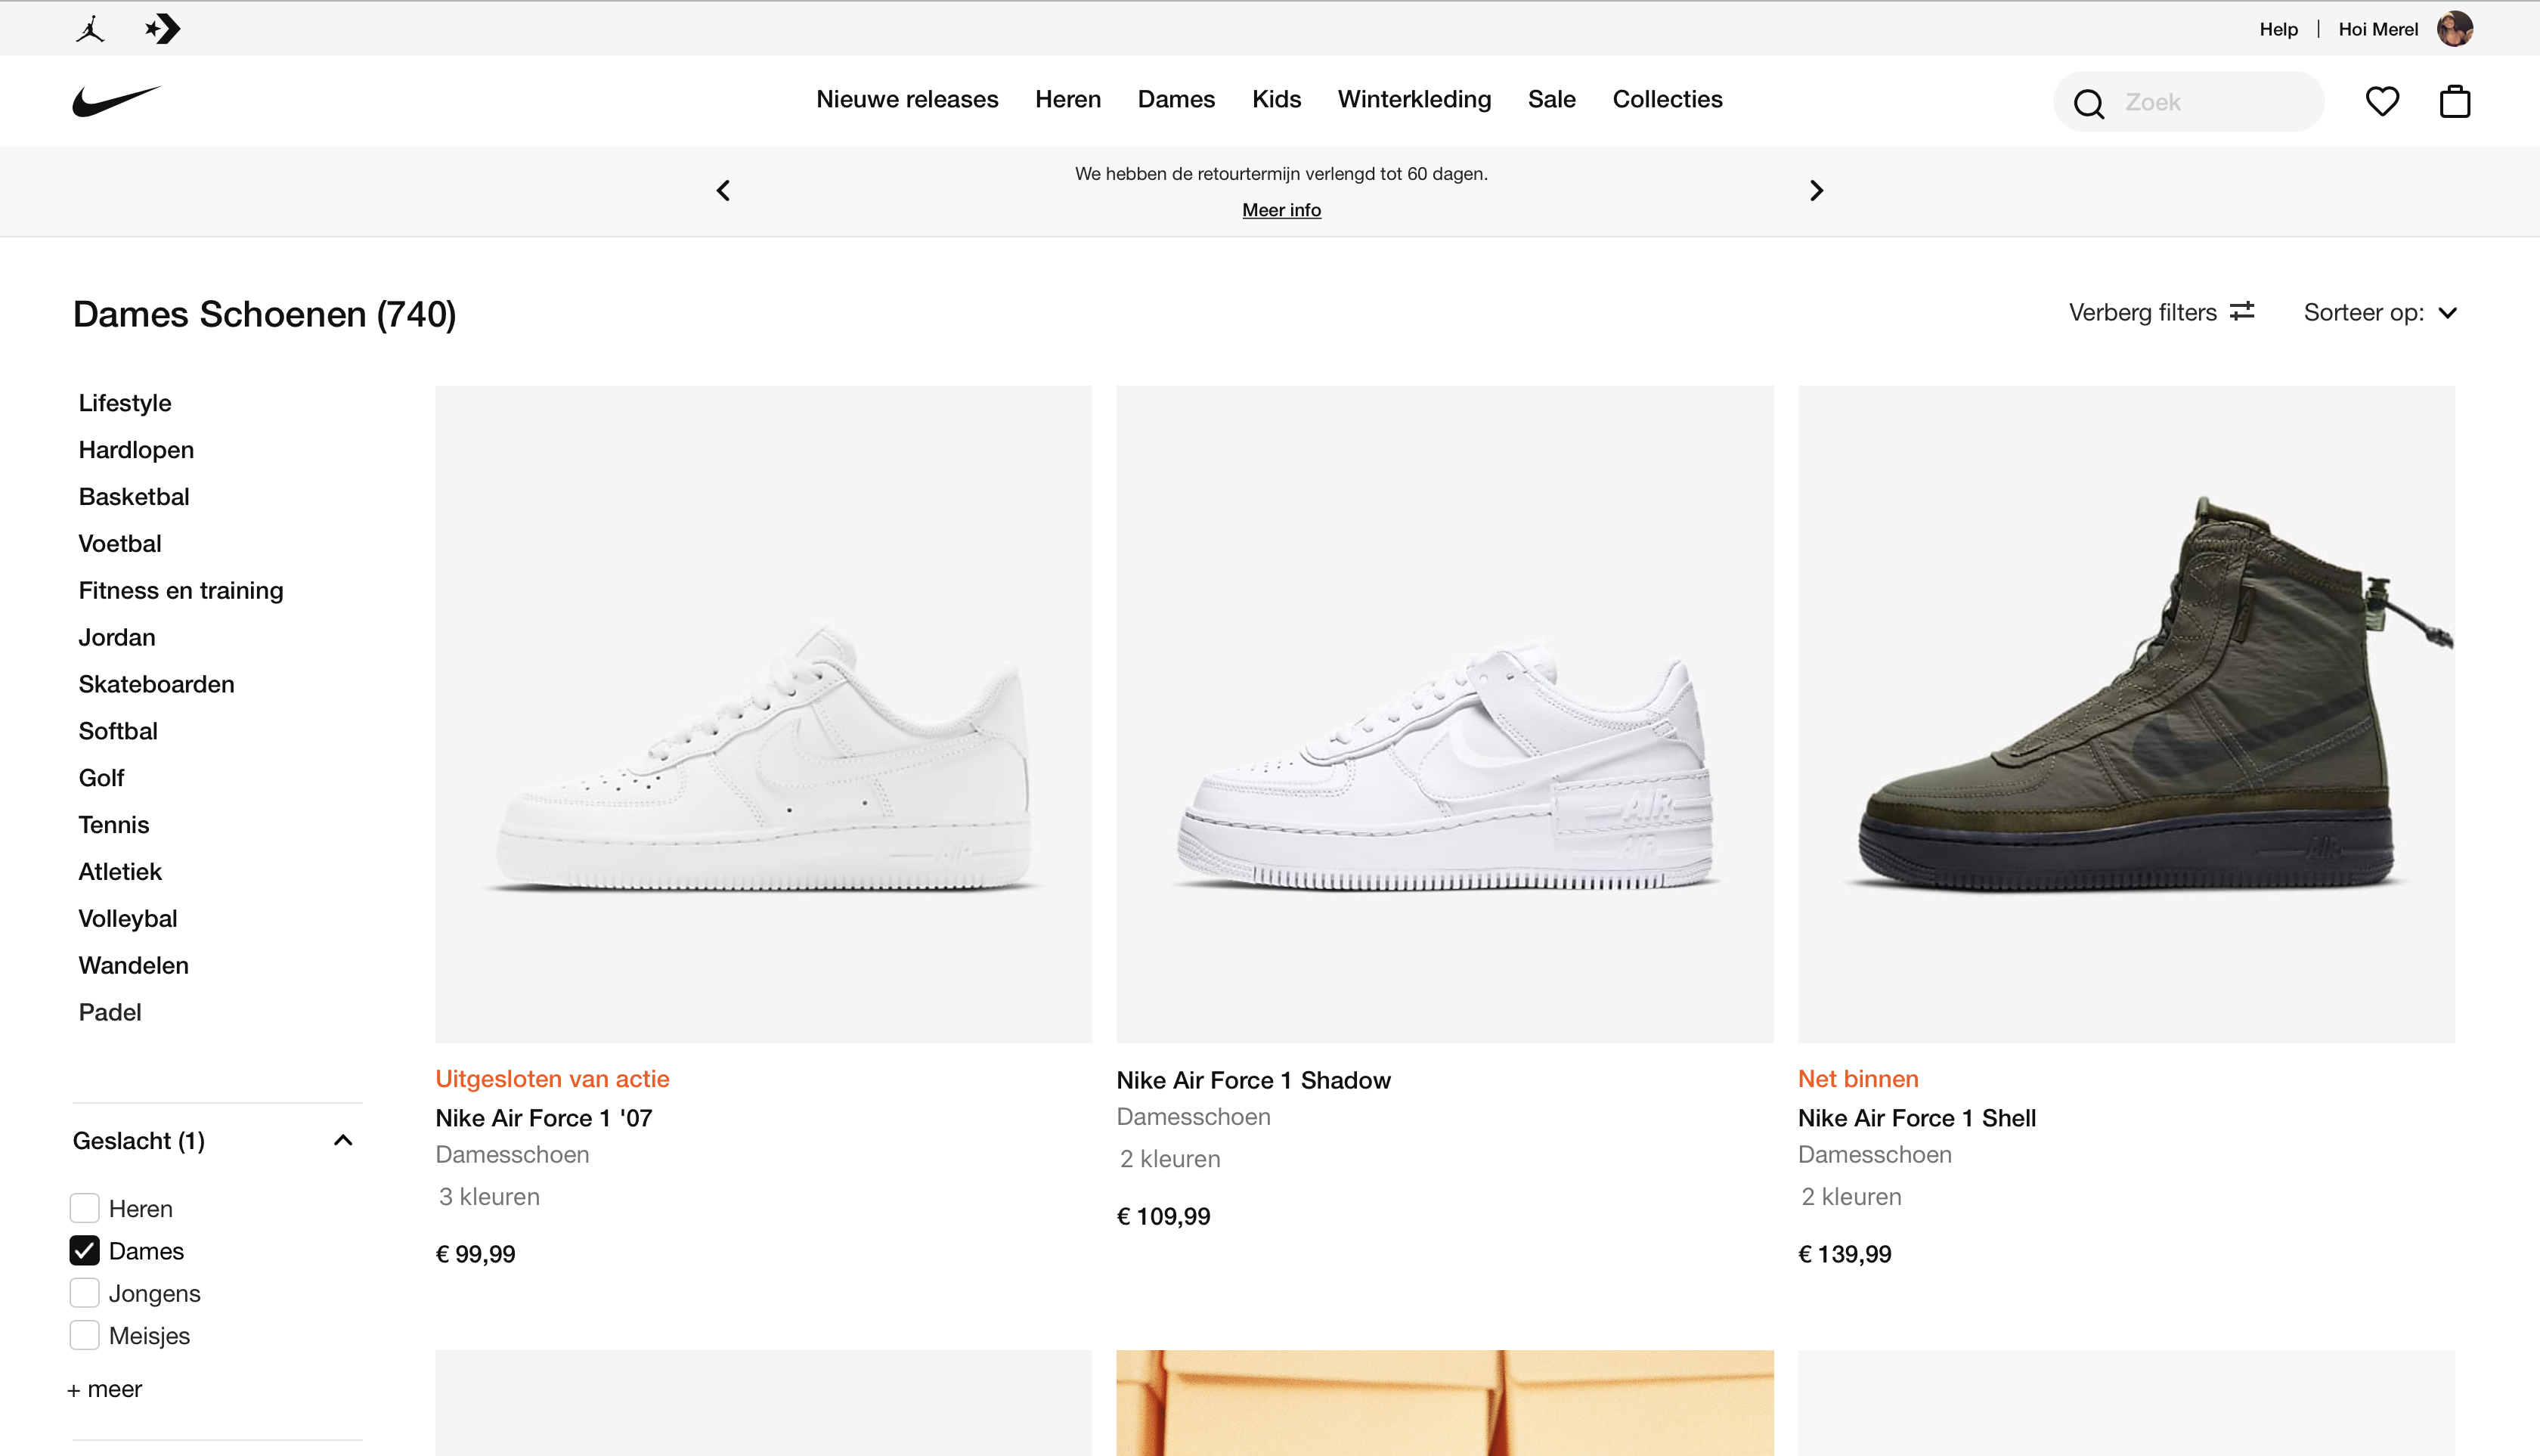 Help | Hoi Merel
Nieuwe releases Heren Dames Kids Winterkleding Sale Collecties
Zoek
We hebben de retourtermijn verlengd tot 60 dagen.
Meer info
Dames Schoenen (740)
Verberg filters
Sorteer op:
Lifestyle
Hardlopen
Basketbal
Voetbal
Fitness en training
Jordan
Skateboarden
Softbal
Golf
Tennis
Atletiek
Volleybal
Wandelen
Padel
Geslacht (1)
Heren
Dames
Jongens
Meisjes
+ meer
AIR
Uitgesloten van actie
Nike Air Force 1 '07
Damesschoen
3 kleuren
€ 99,99
AIR
AIR
Nike Air Force 1 Shadow
Damesschoen
2 kleuren
€ 109,99
AIR
Net binnen
Nike Air Force 1 Shell
Damesschoen
2 kleuren
€ 139,99